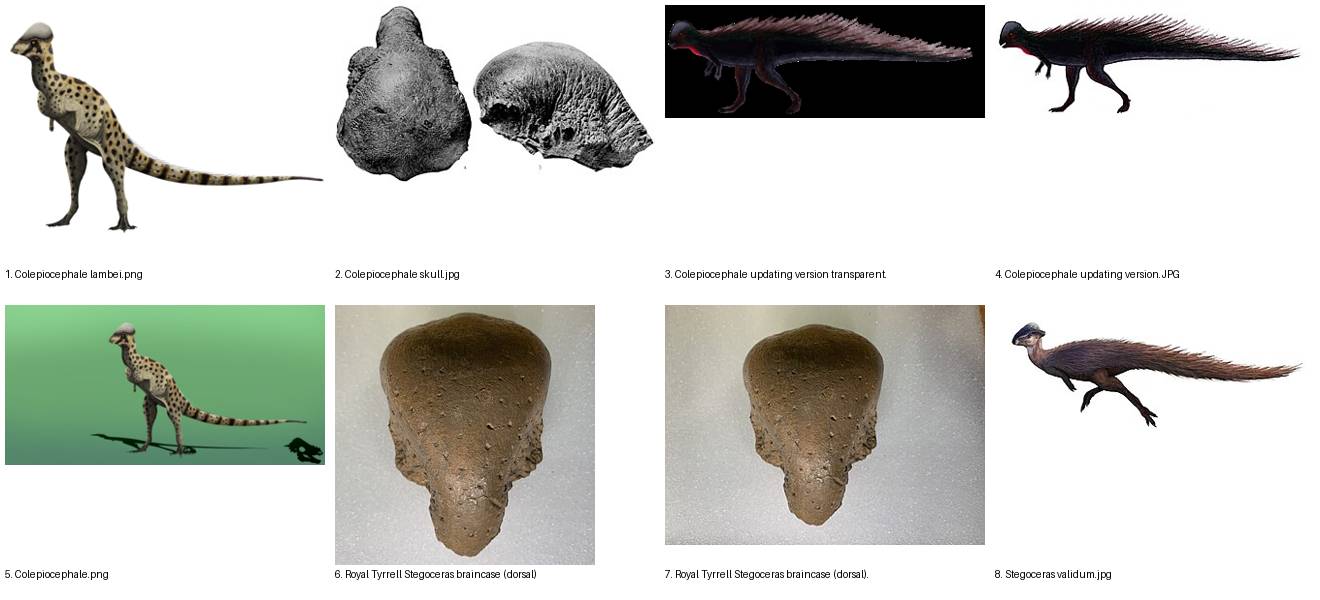 1. Colepiocephale lambei.png
2. Colepiocephale skull.jpg
3. Colepiocephale updating version transparent.
4. Colepiocephale updating version.JPG
5. Colepiocephale.png
6. Royal Tyrrell Stegoceras braincase (dorsal)
7. Royal Tyrrell Stegoceras braincase (dorsal).
8. Stegoceras validum.jpg